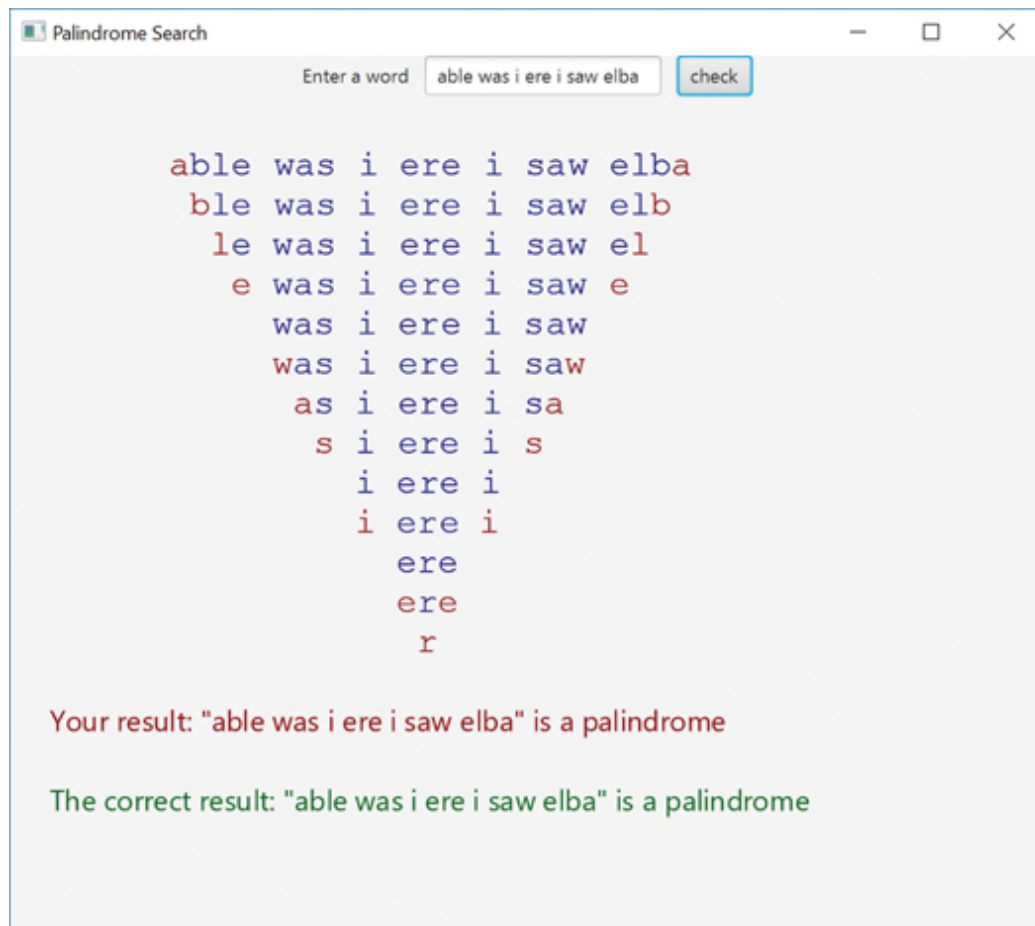 Palindrome Search
Enter a word able was i ere i saw elba check
able was i ere i saw elba
ble was i ere i saw elb
le was i ere i saw el
e was i ere i saw e
was i ere i saw
was i ere i saw
as i ere i sa
s i ere i s
i ere i
i ere i
ere
ere
r
Your result: "able was i ere i saw elba" is a palindrome
The correct result: "able was i ere i saw elba" is a palindrome